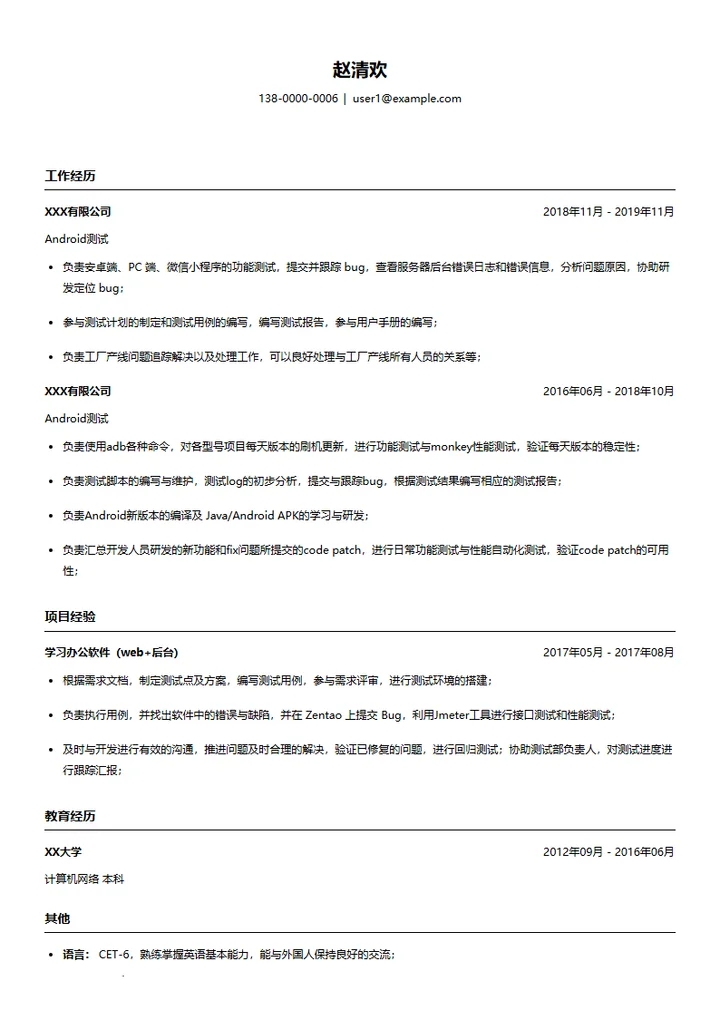 赵清欢
138-0000-0006 | user1@example.com
工作经历
XXX有限公司 2018年11月 - 2019年11月
Android测试
• 负责安卓端、PC 端、微信小程序的功能测试，提交并跟踪 bug，查看服务器后台错误日志和错误信息，分析问题原因，协助研
发定位 bug；
• 参与测试计划的制定和测试用例的编写，编写测试报告，参与用户手册的编写；
• 负责工厂产线问题追踪解决以及处理工作，可以良好处理与工厂产线所有人员的关系等；
XXX有限公司 2016年06月 - 2018年10月
Android测试
• 负责使用adb各种命令，对各型号项目每天版本的刷机更新，进行功能测试与monkey性能测试，验证每天版本的稳定性；
• 负责测试脚本的编写与维护，测试log的初步分析，提交与跟踪bug，根据测试结果编写相应的测试报告；
• 负责Android新版本的编译及 Java/Android APK的学习与研发；
• 负责汇总开发人员研发的新功能和fix问题所提交的code patch，进行日常功能测试与性能自动化测试，验证code patch的可用
性；
项目经验
学习办公软件（web+后台） 2017年05月 - 2017年08月
• 根据需求文档，制定测试点及方案，编写测试用例，参与需求评审，进行测试环境的搭建；
• 负责执行用例，并找出软件中的错误与缺陷，并在 Zentao 上提交 Bug，利用Jmeter工具进行接口测试和性能测试；
• 及时与开发进行有效的沟通，推进问题及时合理的解决，验证已修复的问题，进行回归测试；协助测试部负责人，对测试进度进
行跟踪汇报；
教育经历
XX大学 2012年09月 - 2016年06月
计算机网络 本科
其他
• 语言： CET-6，熟练掌握英语基本能力，能与外国人保持良好的交流；